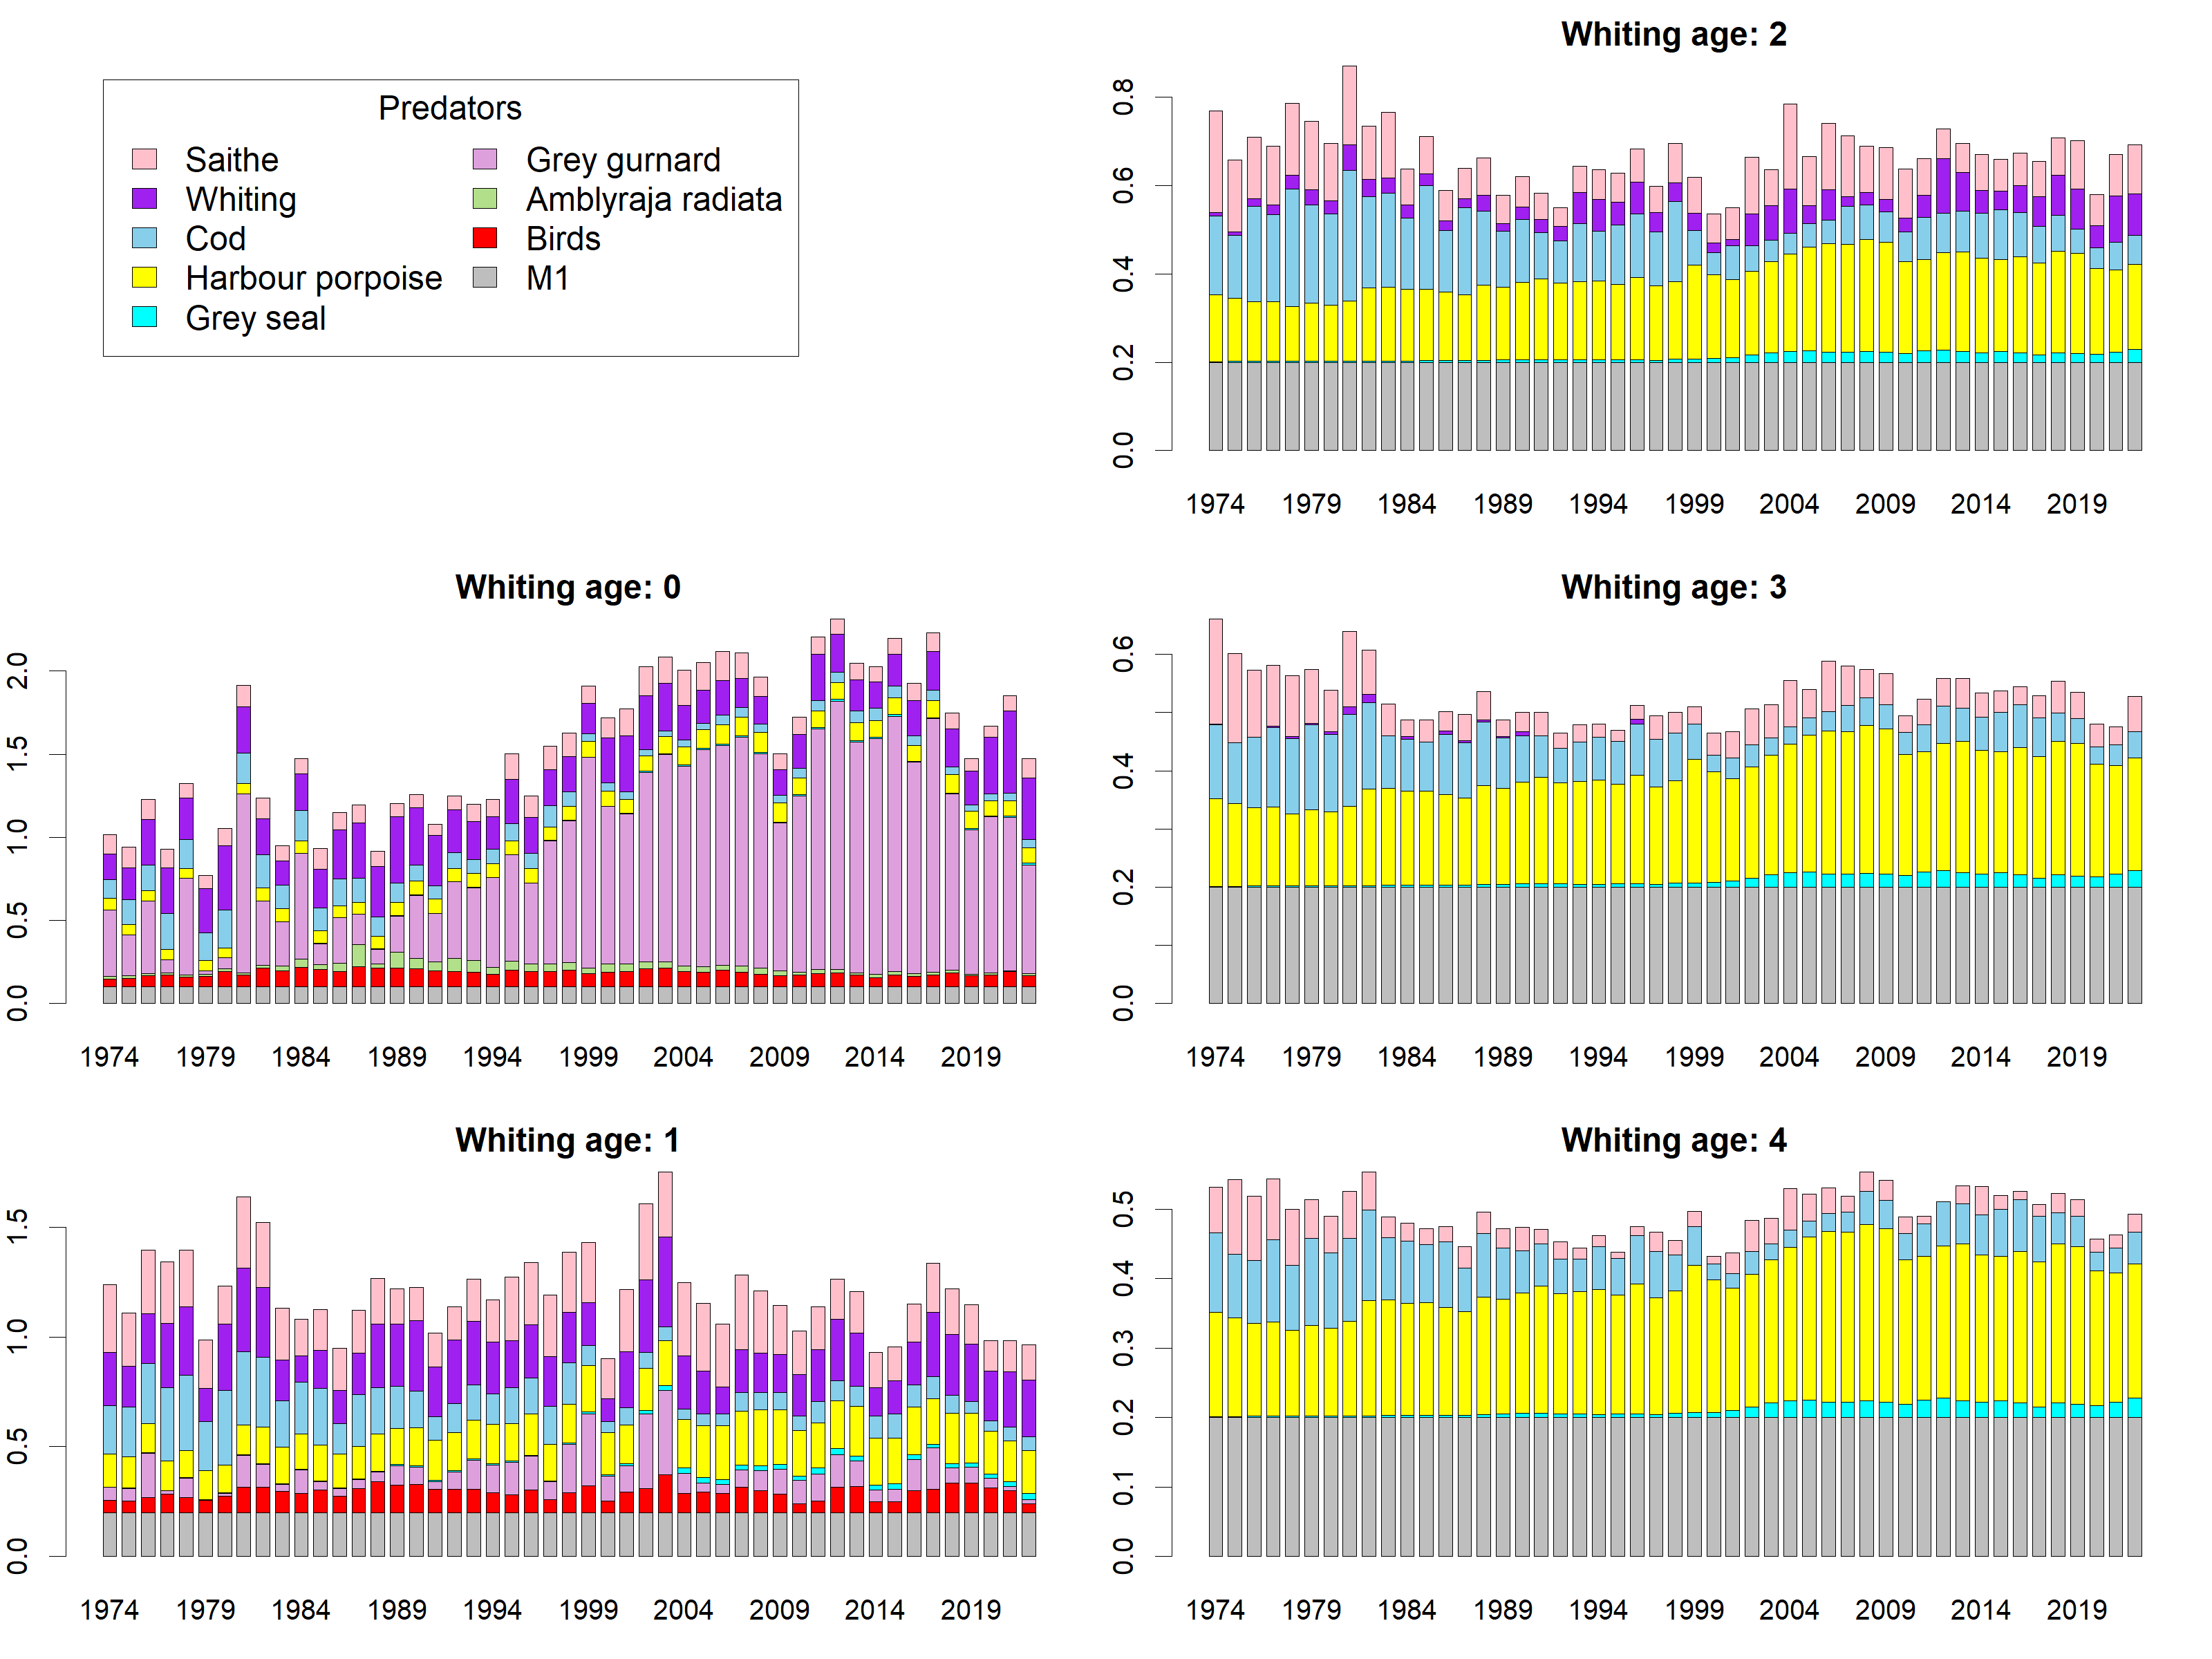 Predators
Saithe
Whiting
Cod
Harbour porpoise
Grey seal
Grey gurnard
Amblyraja radiata
Birds
M1
Whiting age: 2
0.0 0.2 0.4 0.6 0.8
1974 1979 1984 1989 1994 1999 2004 2009 2014 2019
Whiting age: 0
0.0 0.5 1.0 1.5 2.0
1974 1979 1984 1989 1994 1999 2004 2009 2014 2019
Whiting age: 3
0.0 0.2 0.4 0.6
1974 1979 1984 1989 1994 1999 2004 2009 2014 2019
Whiting age: 1
0.0 0.5 1.0 1.5
1974 1979 1984 1989 1994 1999 2004 2009 2014 2019
Whiting age: 4
0.0 0.1 0.2 0.3 0.4 0.5
1974 1979 1984 1989 1994 1999 2004 2009 2014 2019